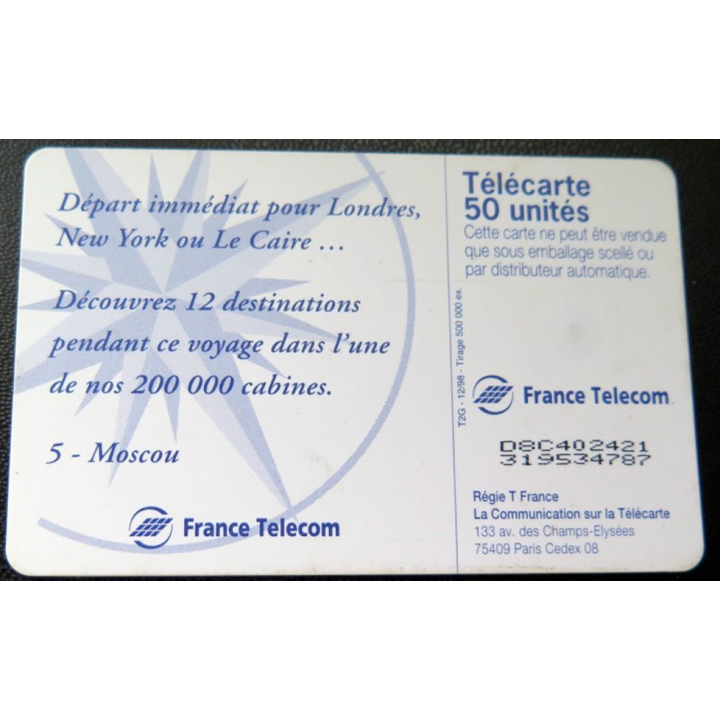 Départ immédiat pour Londres,
New York ou Le Caire ...
Découvrez 12 destinations
pendant ce voyage dans l'une
de nos 200 000 cabines.
5 - Moscou
France Telecom
T2G - 12/98 - Tirage 500 000 ex.
Télécarte
50 unités
Cette carte ne peut être vendue
que sous emballage scellé ou
par distributeur automatique.
France Telecom
D8C402421
319534787
Régie T France
La Communication sur la Télécarte
133 av. des Champs-Elysées
75409 Paris Cedex 08